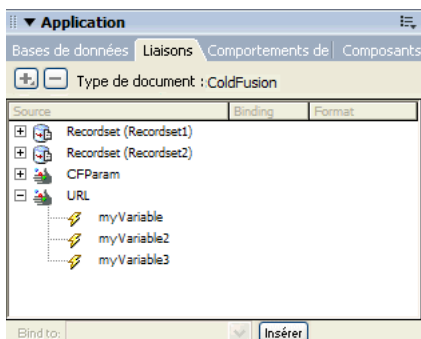 Application
Bases de données Liaisons Comportements de Composants
Type de document : ColdFusion
Source Binding Format
Recordset (Recordset1)
Recordset (Recordset2)
CFParam
URL
myVariable
myVariable2
myVariable3
Bind to: Insérer